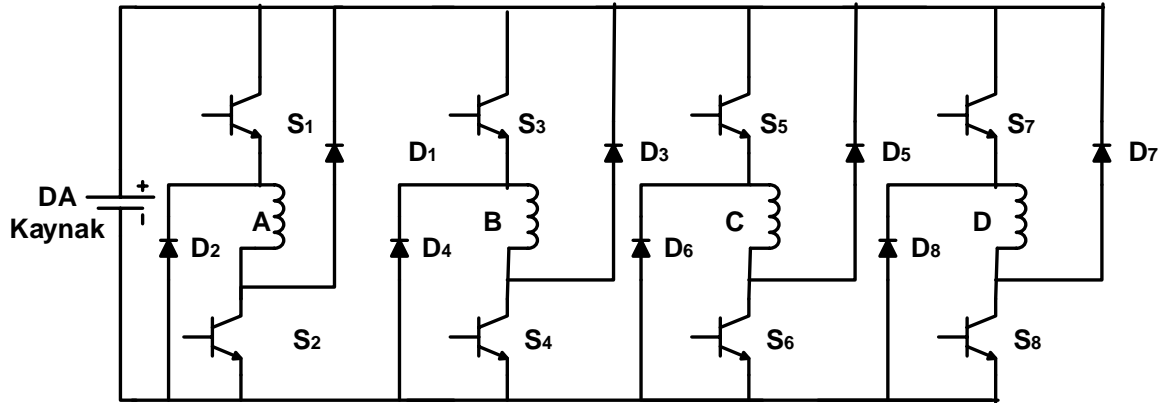 S1
S3
S5
S7
D1
D3
D5
D7
+
DA
Kaynak
A
B
C
D
D2
D4
D6
D8
S2
S4
S6
S8